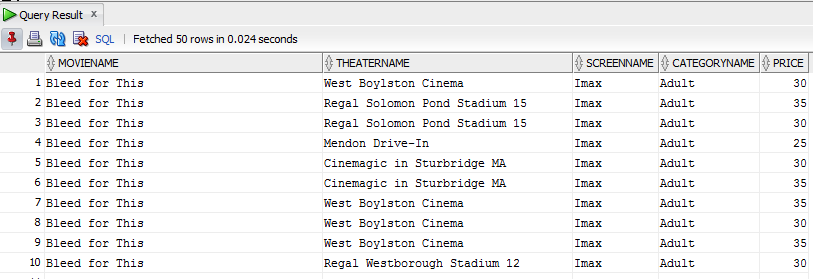 Query Result x
SQL | Fetched 50 rows in 0.024 seconds
MOVIENAME THEATERNAME SCREENNAME CATEGORYNAME PRICE
1 Bleed for This West Boylston Cinema Imax Adult 30
2 Bleed for This Regal Solomon Pond Stadium 15 Imax Adult 35
3 Bleed for This Regal Solomon Pond Stadium 15 Imax Adult 30
4 Bleed for This Mendon Drive-In Imax Adult 25
5 Bleed for This Cinemagic in Sturbridge MA Imax Adult 30
6 Bleed for This Cinemagic in Sturbridge MA Imax Adult 35
7 Bleed for This West Boylston Cinema Imax Adult 35
8 Bleed for This West Boylston Cinema Imax Adult 30
9 Bleed for This West Boylston Cinema Imax Adult 35
10 Bleed for This Regal Westborough Stadium 12 Imax Adult 30